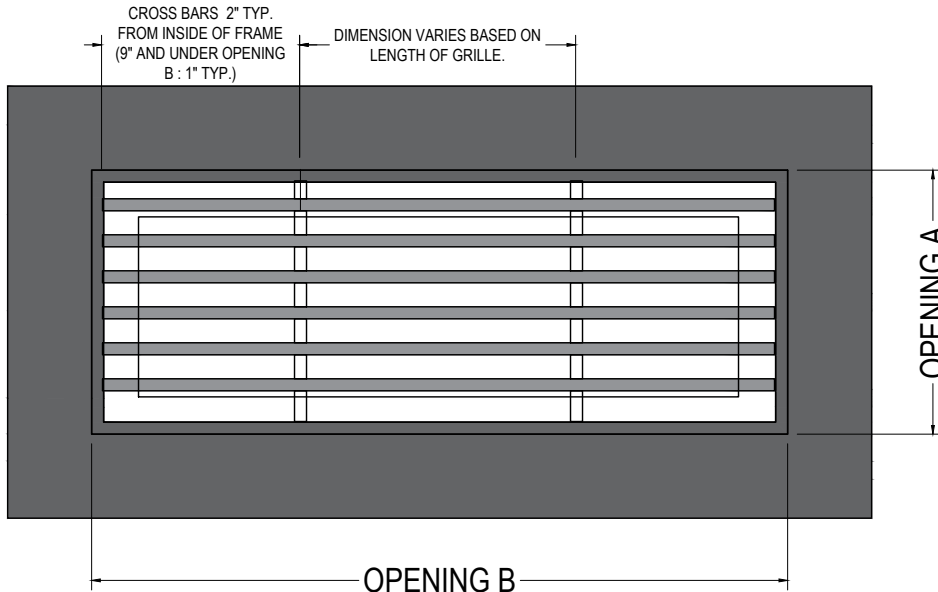 CROSS BARS 2" TYP.
FROM INSIDE OF FRAME
(9" AND UNDER OPENING
B : 1" TYP.)
DIMENSION VARIES BASED ON
LENGTH OF GRILLE.
OPENING A
OPENING B